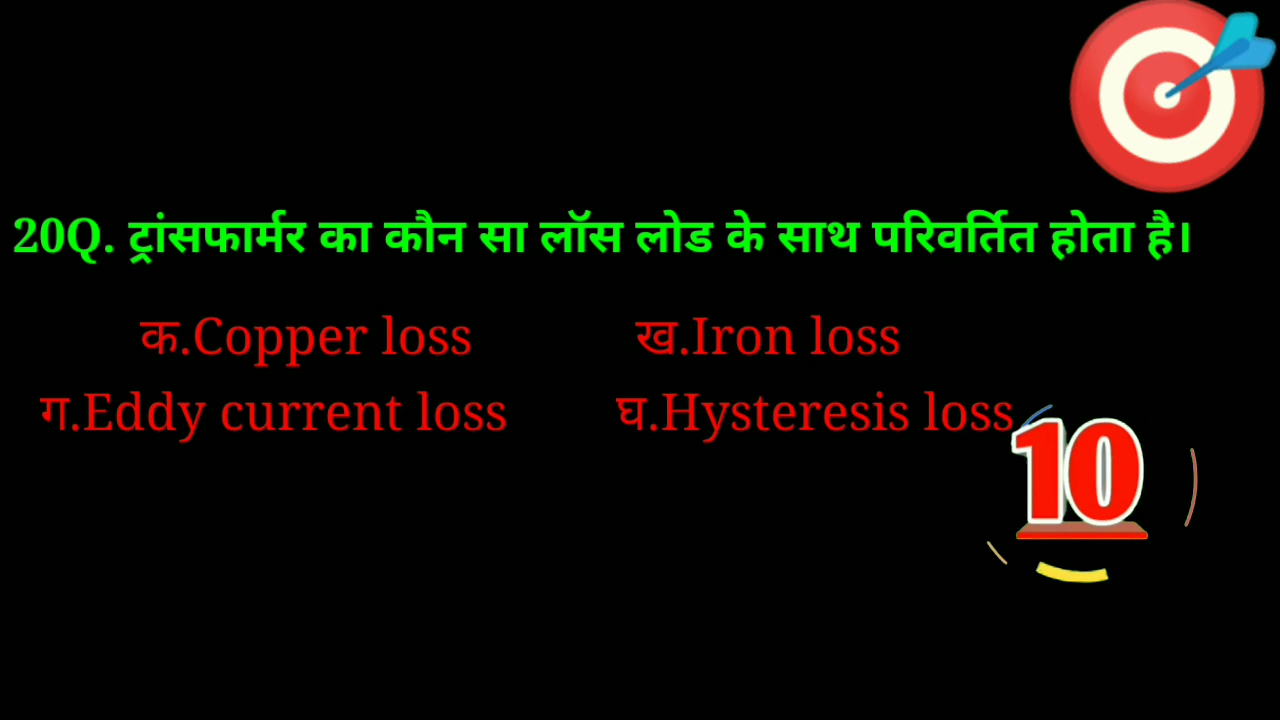 20Q. ट्रांसफार्मर का कौन सा लॉस लोड के साथ परिवर्तित होता है।
क.Copper loss ख.Iron loss
ग.Eddy current loss घ.Hysteresis loss
10